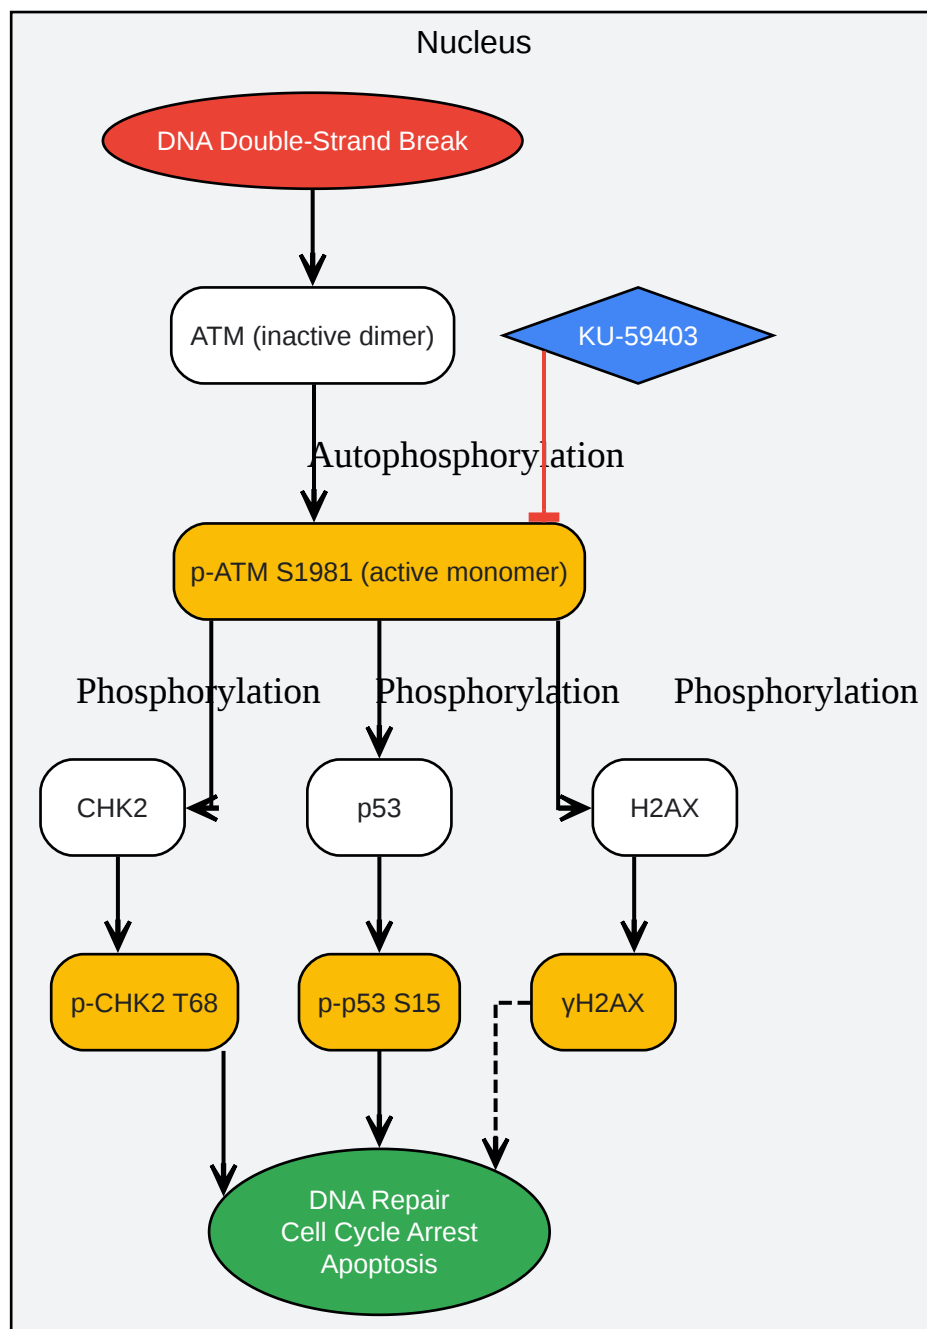 Nucleus
DNA Double-Strand Break
ATM (inactive dimer)
KU-59403
Autophosphorylation
p-ATM S1981 (active monomer)
Phosphorylation
Phosphorylation
Phosphorylation
CHK2
p53
H2AX
p-CHK2 T68
p-p53 S15
γH2AX
DNA Repair
Cell Cycle Arrest
Apoptosis